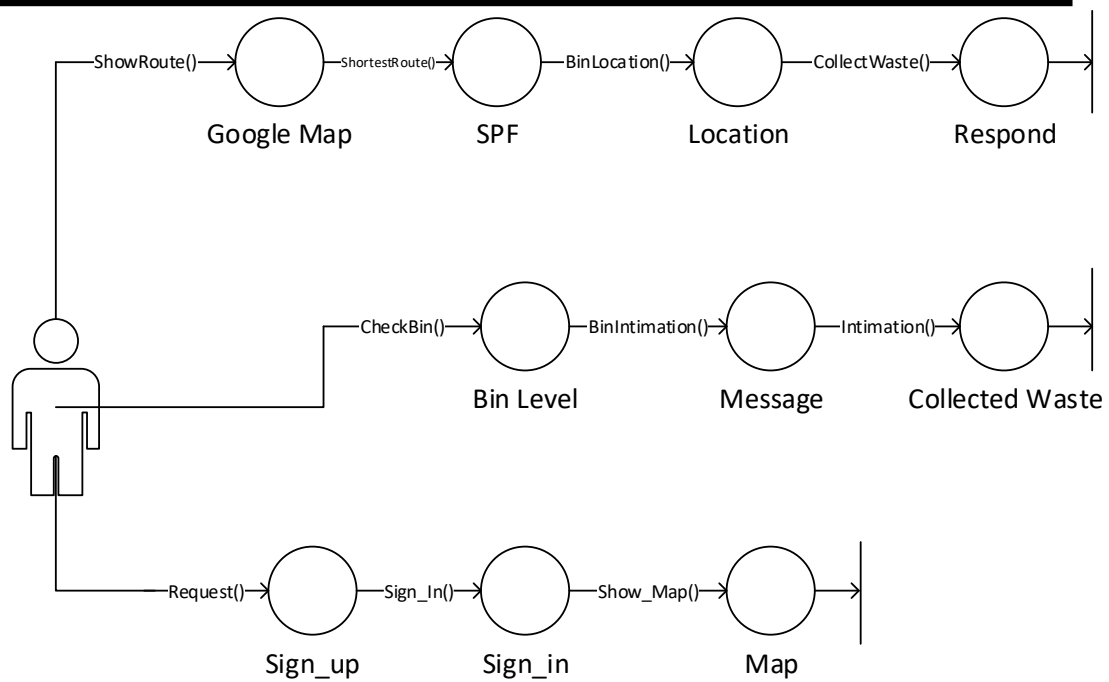 ShowRoute()
ShortestRoute()
BinLocation()
CollectWaste()
Google Map
SPF
Location
Respond
CheckBin()
BinIntimation()
Intimation()
Bin Level
Message
Collected Waste
Request()
Sign_In()
Show_Map()
Sign_up
Sign_in
Map